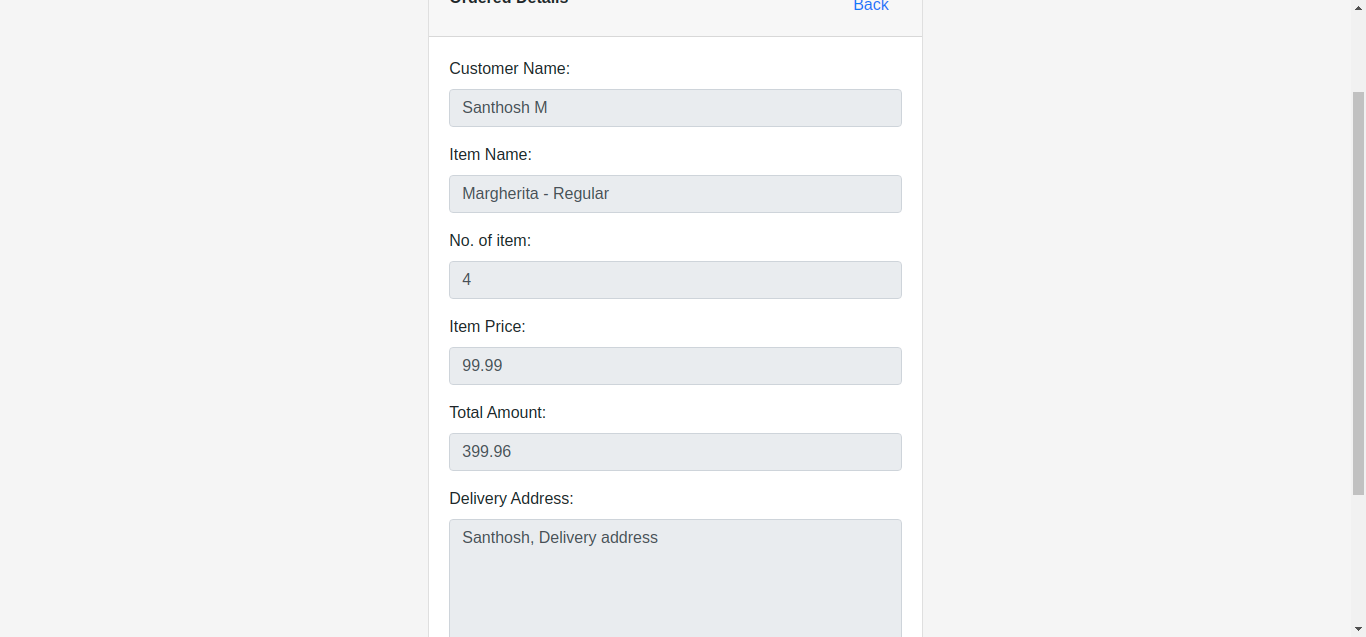 Ordered Details
Back
Customer Name:
Santhosh M
Item Name:
Margherita - Regular
No. of item:
4
Item Price:
99.99
Total Amount:
399.96
Delivery Address:
Santhosh, Delivery address